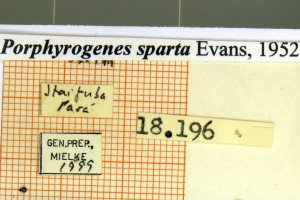 Porphyrogenes sparta Evans, 1952
Itaituba
Pará
18.196
GEN.PREP.,
MIELKE
1999